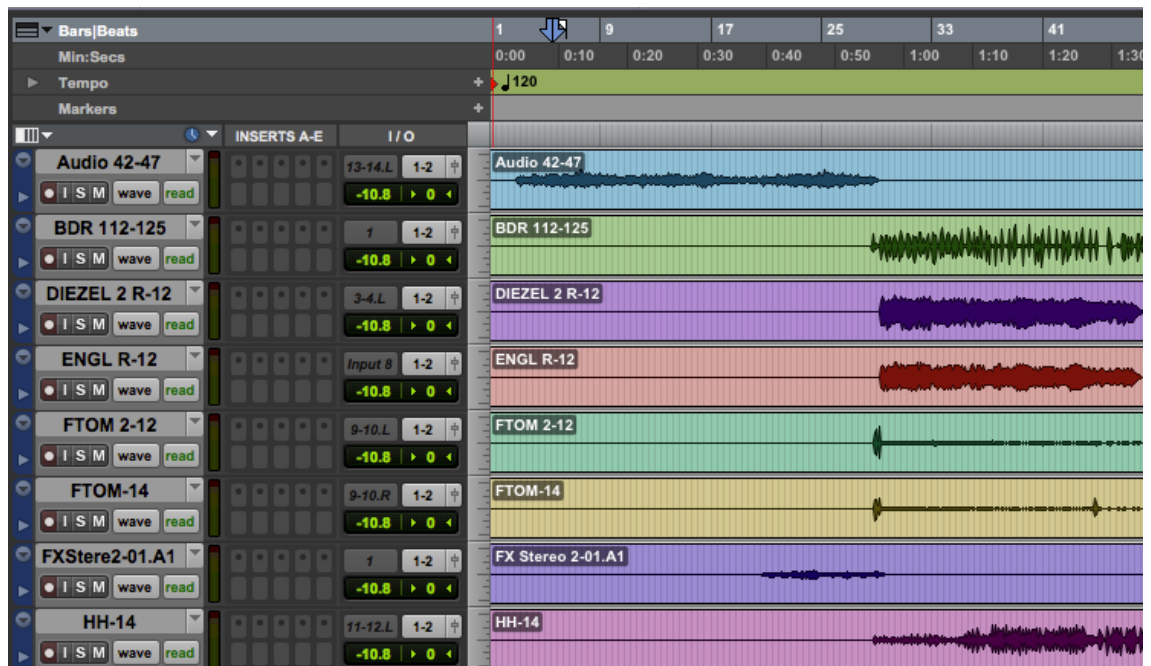 Bars|Beats 1 9 17 25 33 41
Min:Secs 0:00 0:10 0:20 0:30 0:40 0:50 1:00 1:10 1:20 1:30
Tempo + 120
Markers +
INSERTS A-E I / O
Audio 42-47 13-14.L 1-2 Audio 42-47
I S M wave read -10.8 0
BDR 112-125 1 1-2 BDR 112-125
I S M wave read -10.8 0
DIEZEL 2 R-12 3-4.L 1-2 DIEZEL 2 R-12
I S M wave read -10.8 0
ENGL R-12 Input 8 1-2 ENGL R-12
I S M wave read -10.8 0
FTOM 2-12 9-10.L 1-2 FTOM 2-12
I S M wave read -10.8 0
FTOM-14 9-10.R 1-2 FTOM-14
I S M wave read -10.8 0
FXStere2-01.A1 1 1-2 FX Stereo 2-01.A1
I S M wave read -10.8 0
HH-14 11-12.L 1-2 HH-14
I S M wave read -10.8 0